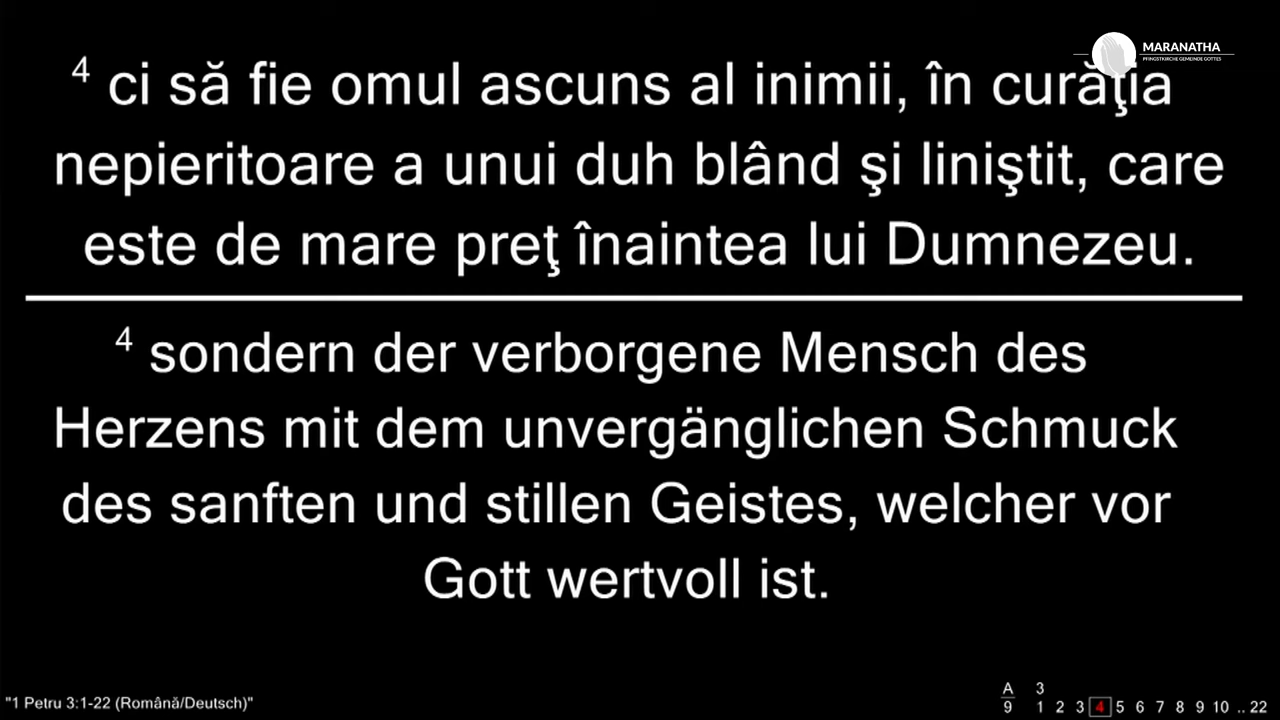 MARANATHA
PFINGSTKIRCHE GEMEINDE GOTTES
4 ci să fie omul ascuns al inimii, în curăţia
nepieritoare a unui duh blând şi liniştit, care
este de mare preţ înaintea lui Dumnezeu.
4 sondern der verborgene Mensch des
Herzens mit dem unvergänglichen Schmuck
des sanften und stillen Geistes, welcher vor
Gott wertvoll ist.
"1 Petru 3:1-22 (Română/Deutsch)"
A 3
9 1 2 3 4 5 6 7 8 9 10 .. 22